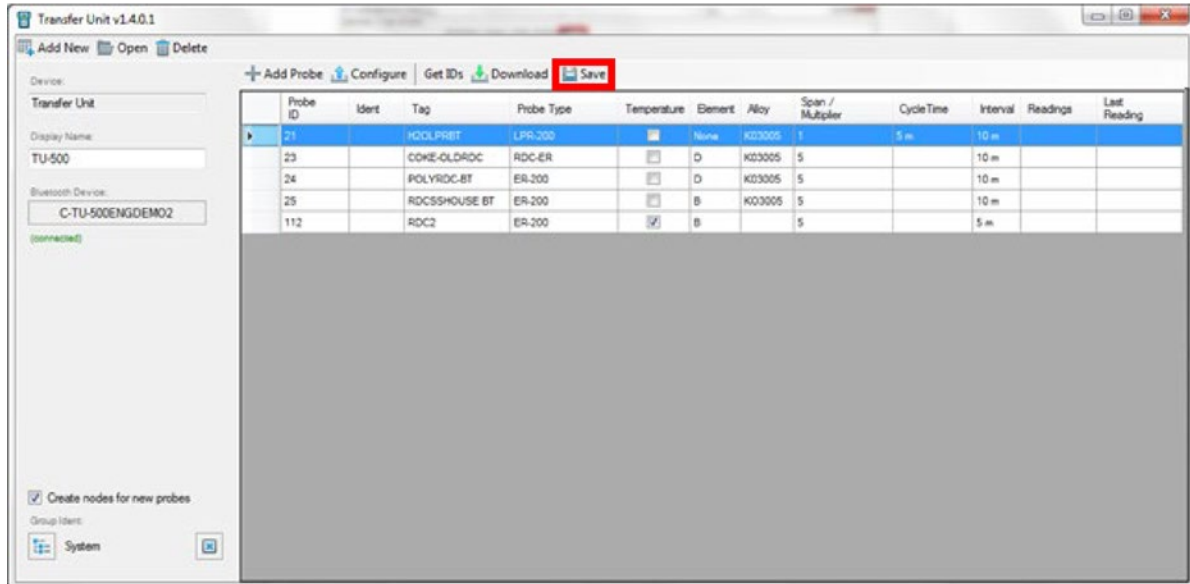 Transfer Unit v1.4.0.1
Add New Open Delete
Add Probe Configure Get IDs Download Save
Device:
Transfer Unit
Display Name:
TU-500
Bluetooth Device:
C-TU-500ENGDEMO2
(connected)
Probe ID Ident Tag Probe Type Temperature Element Alloy Span / Multiplier CycleTime Interval Readings Last Reading
21 H2OLPRBT LPR-200 None K03005 1 5 m 10 m
23 COKE-OLDRDC RDC-ER D K03005 5 10 m
24 POLYRDC-BT ER-200 D K03005 5 10 m
25 RDCSSHOUSE BT ER-200 B K03005 5 10 m
112 RDC2 ER-200 B 5 5 m
Create nodes for new probes
Group Ident:
System